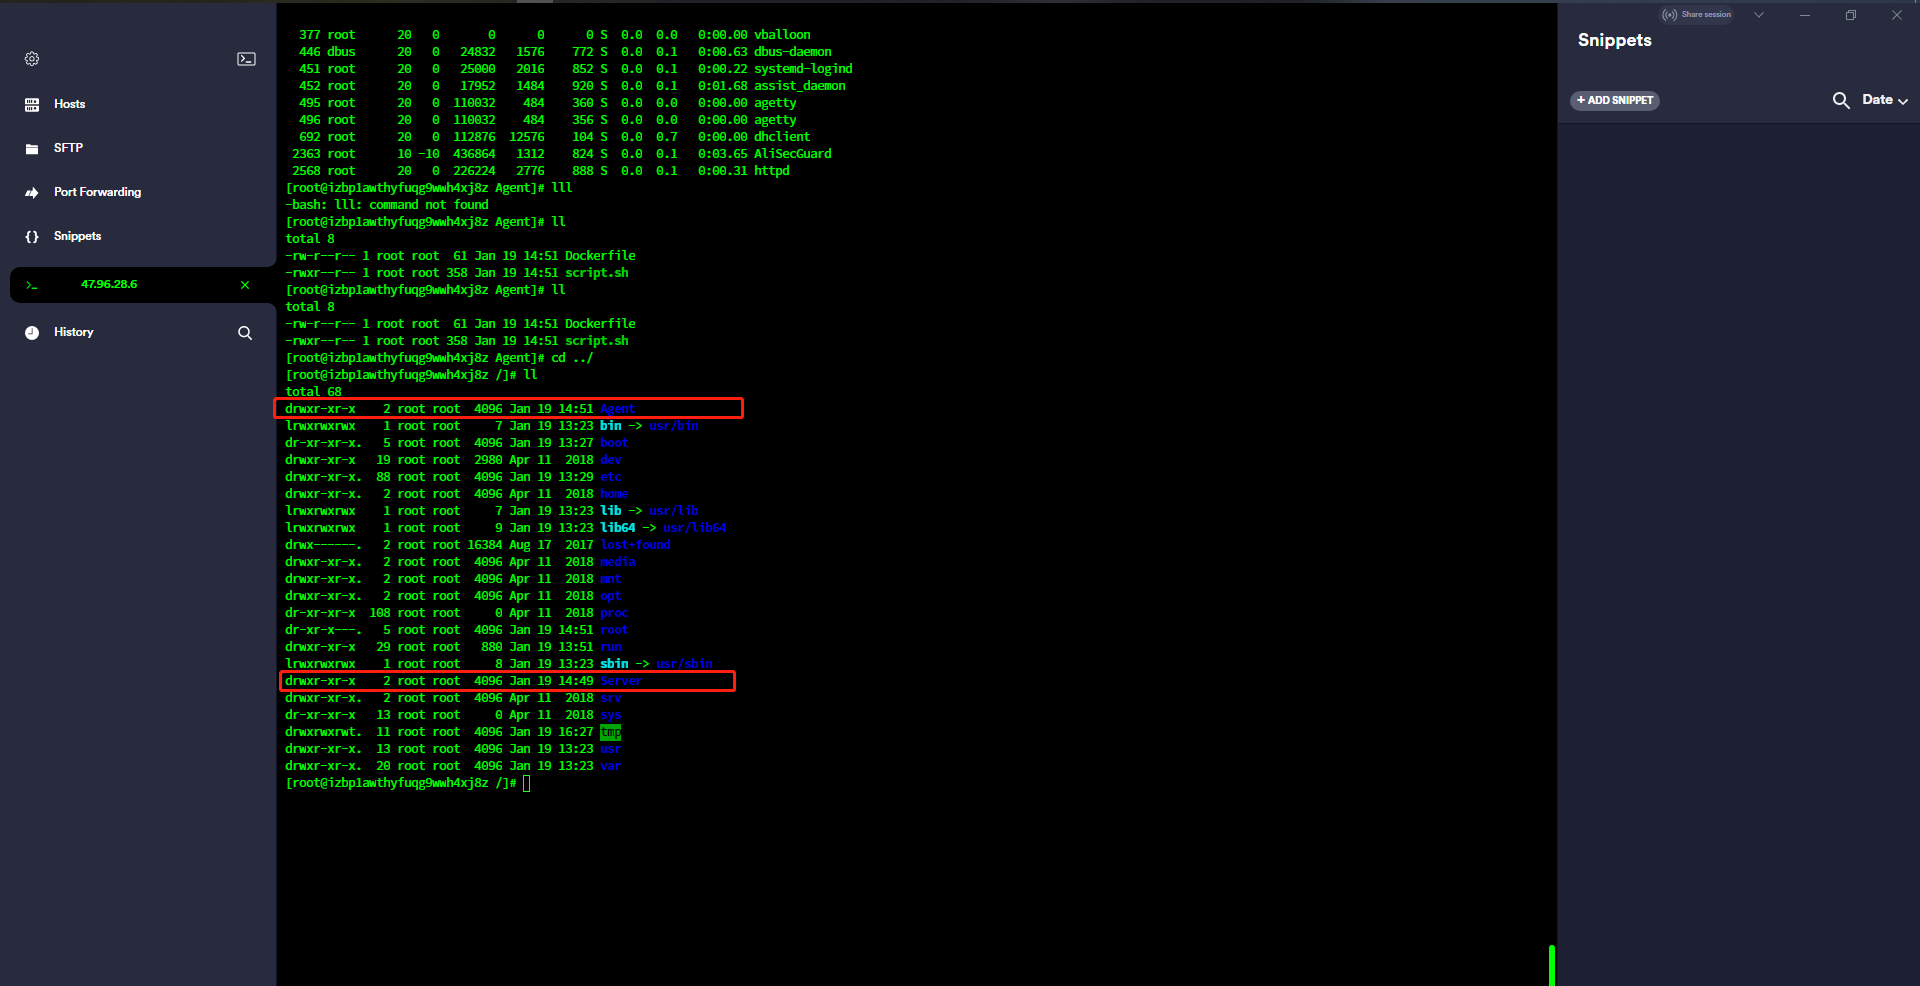 Share session
Snippets
+ ADD SNIPPET
Date
Hosts
SFTP
Port Forwarding
Snippets
47.96.28.6
History
377 root 20 0 0 0 0 S 0.0 0.0 0:00.00 vballoon
446 dbus 20 0 24832 1576 772 S 0.0 0.1 0:00.63 dbus-daemon
451 root 20 0 25000 2016 852 S 0.0 0.1 0:00.22 systemd-logind
452 root 20 0 17952 1484 920 S 0.0 0.1 0:01.68 assist_daemon
495 root 20 0 110032 484 360 S 0.0 0.0 0:00.00 agetty
496 root 20 0 110032 484 356 S 0.0 0.0 0:00.00 agetty
692 root 20 0 112876 12576 104 S 0.0 0.7 0:00.00 dhclient
2363 root 10 -10 436864 1312 824 S 0.0 0.1 0:03.65 AliSecGuard
2568 root 20 0 226224 2776 888 S 0.0 0.1 0:00.31 httpd
[root@izbp1awthyfuqg9wwh4xj8z Agent]# lll
-bash: lll: command not found
[root@izbp1awthyfuqg9wwh4xj8z Agent]# ll
total 8
-rw-r--r-- 1 root root 61 Jan 19 14:51 Dockerfile
-rwxr--r-- 1 root root 358 Jan 19 14:51 script.sh
[root@izbp1awthyfuqg9wwh4xj8z Agent]# ll
total 8
-rw-r--r-- 1 root root 61 Jan 19 14:51 Dockerfile
-rwxr--r-- 1 root root 358 Jan 19 14:51 script.sh
[root@izbp1awthyfuqg9wwh4xj8z Agent]# cd ../
[root@izbp1awthyfuqg9wwh4xj8z /]# ll
total 68
drwxr-xr-x 2 root root 4096 Jan 19 14:51 Agent
lrwxrwxrwx 1 root root 7 Jan 19 13:23 bin -> usr/bin
dr-xr-xr-x. 5 root root 4096 Jan 19 13:27 boot
drwxr-xr-x 19 root root 2980 Apr 11 2018 dev
drwxr-xr-x. 88 root root 4096 Jan 19 13:29 etc
drwxr-xr-x. 2 root root 4096 Apr 11 2018 home
lrwxrwxrwx 1 root root 7 Jan 19 13:23 lib -> usr/lib
lrwxrwxrwx 1 root root 9 Jan 19 13:23 lib64 -> usr/lib64
drwx------. 2 root root 16384 Aug 17 2017 lost+found
drwxr-xr-x. 2 root root 4096 Apr 11 2018 media
drwxr-xr-x. 2 root root 4096 Apr 11 2018 mnt
drwxr-xr-x. 2 root root 4096 Apr 11 2018 opt
dr-xr-xr-x 108 root root 0 Apr 11 2018 proc
dr-xr-x---. 5 root root 4096 Jan 19 14:51 root
drwxr-xr-x 29 root root 880 Jan 19 13:51 run
lrwxrwxrwx 1 root root 8 Jan 19 13:23 sbin -> usr/sbin
drwxr-xr-x 2 root root 4096 Jan 19 14:49 Server
drwxr-xr-x. 2 root root 4096 Apr 11 2018 srv
dr-xr-xr-x 13 root root 0 Apr 11 2018 sys
drwxrwxrwt. 11 root root 4096 Jan 19 16:27 tmp
drwxr-xr-x. 13 root root 4096 Jan 19 13:23 usr
drwxr-xr-x. 20 root root 4096 Jan 19 13:23 var
[root@izbp1awthyfuqg9wwh4xj8z /]#